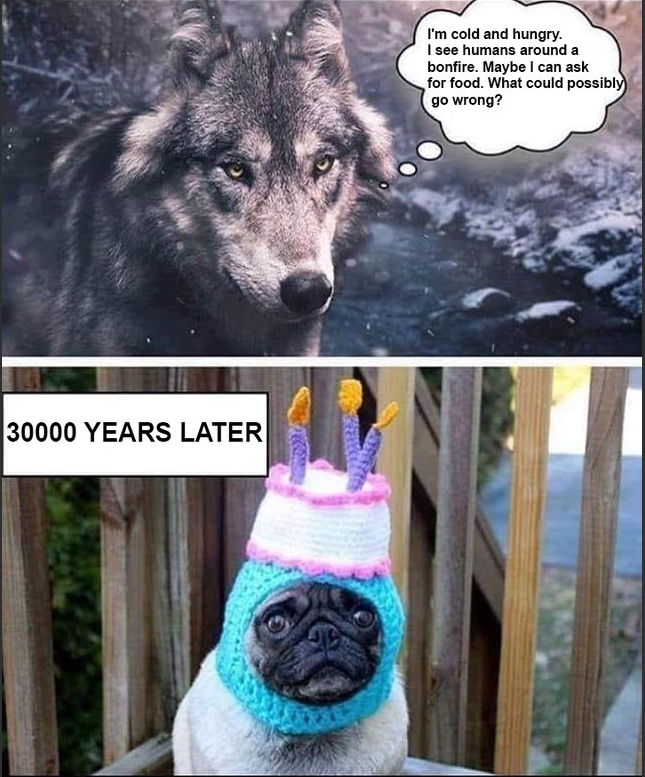 I'm cold and hungry.
I see humans around a
bonfire. Maybe I can ask
for food. What could possibly
go wrong?
30000 YEARS LATER